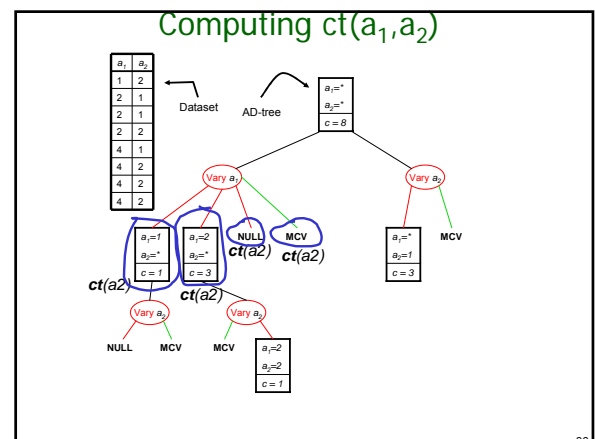 Computing ct(a₁,a₂)
a₁ a₂
1 2
2 1
2 1
2 2
4 1
4 2
4 2
4 2
Dataset
AD-tree
a₁=*
a₂=*
c = 8
Vary a₁
Vary a₂
a₁=1
a₂=*
c = 1
ct(a2)
a₁=2
a₂=*
c = 3
ct(a2)
NULL
ct(a2)
MCV
ct(a2)
a₁=*
a₂=1
c = 3
MCV
Vary a₂
Vary a₂
NULL
MCV
MCV
a₁=2
a₂=2
c = 1